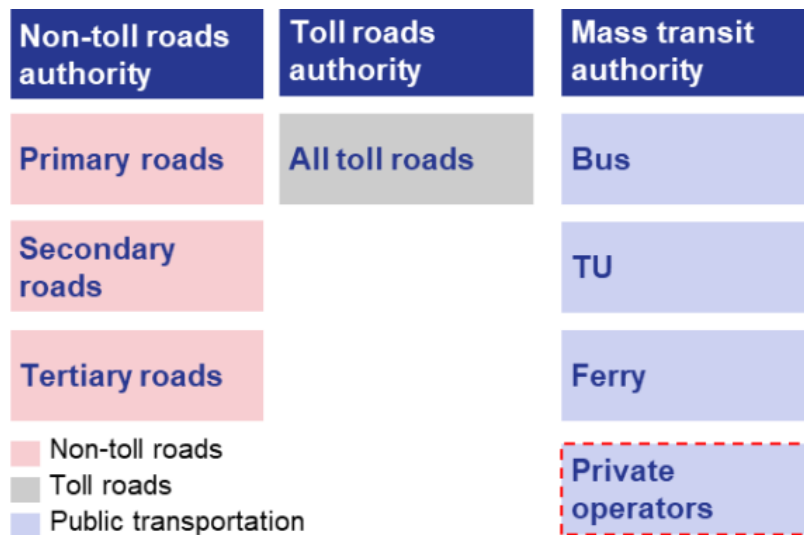 Non-toll roads
authority
Toll roads
authority
Mass transit
authority
Primary roads
All toll roads
Bus
Secondary
roads
TU
Tertiary roads
Ferry
Private
operators
Non-toll roads
Toll roads
Public transportation